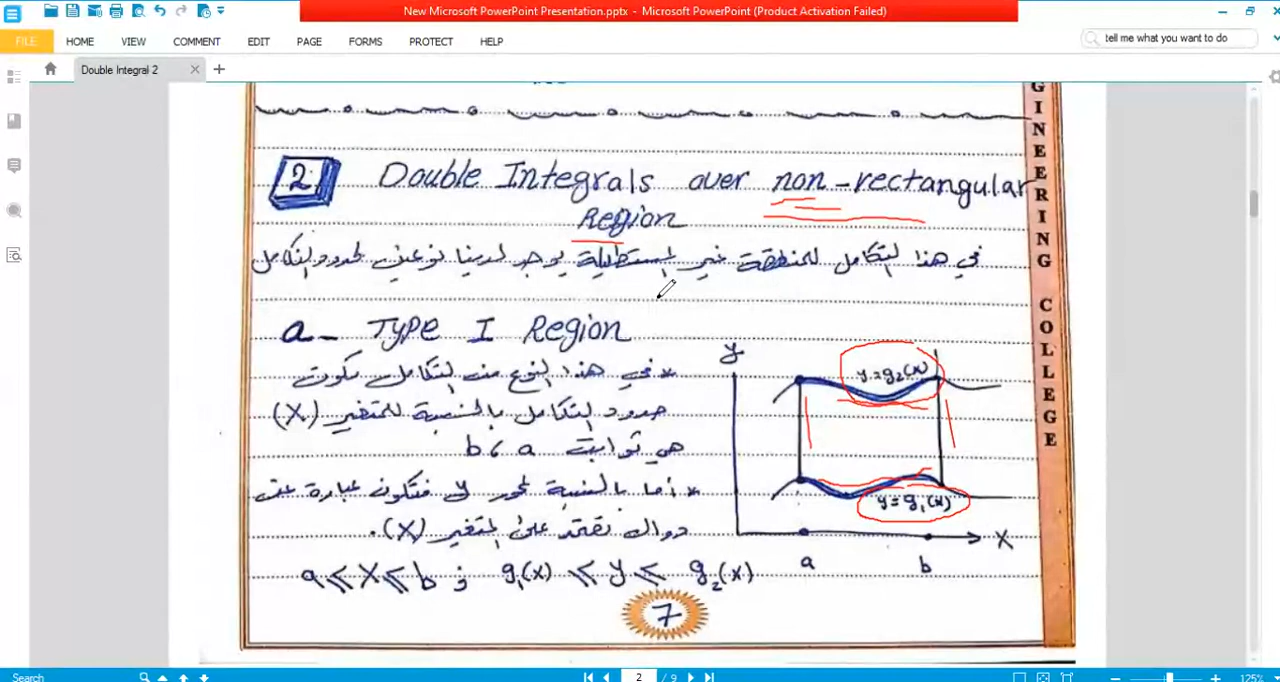 New Microsoft PowerPoint Presentation.pptx - Microsoft PowerPoint (Product Activation Failed)
FILE HOME VIEW COMMENT EDIT PAGE FORMS PROTECT HELP
tell me what you want to do
Double Integral 2
2 Double Integrals over non-rectangular
Region
في هذا التكامل للمنطقة غير المستطيلة يوجد لدينا نوعين لحدود التكامل
a- Type I Region
* في هذا النوع من التكامل تكون
حدود التكامل بالنسبة للمتغير (X)
هي ثوابت a ، b
* أما بالنسبة لمحور y فتكون عبارة عن
دوال تعتمد على المتغير (X).
a ≤ X ≤ b ; g₁(x) ≤ y ≤ g₂(x)
y
y=g₂(x)
y=g₁(x)
X
a b
7
GINEERING COLLEGE
Search
2 / 9
125%